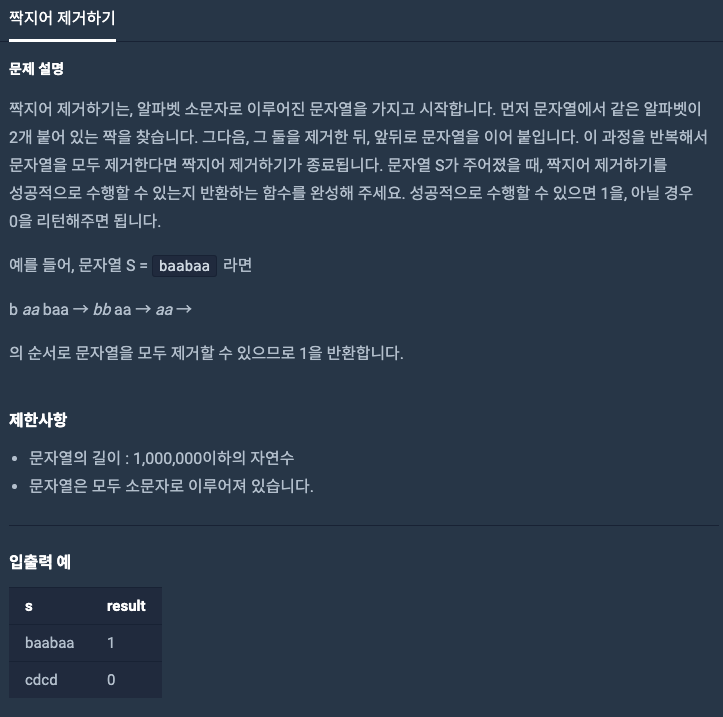 짝지어 제거하기
문제 설명
짝지어 제거하기는, 알파벳 소문자로 이루어진 문자열을 가지고 시작합니다. 먼저 문자열에서 같은 알파벳이
2개 붙어 있는 짝을 찾습니다. 그다음, 그 둘을 제거한 뒤, 앞뒤로 문자열을 이어 붙입니다. 이 과정을 반복해서
문자열을 모두 제거한다면 짝지어 제거하기가 종료됩니다. 문자열 S가 주어졌을 때, 짝지어 제거하기를
성공적으로 수행할 수 있는지 반환하는 함수를 완성해 주세요. 성공적으로 수행할 수 있으면 1을, 아닐 경우
0을 리턴해주면 됩니다.
예를 들어, 문자열 S = baabaa 라면
b aa baa → bb aa → aa →
의 순서로 문자열을 모두 제거할 수 있으므로 1을 반환합니다.
제한사항
• 문자열의 길이 : 1,000,000이하의 자연수
• 문자열은 모두 소문자로 이루어져 있습니다.
입출력 예
s result
baabaa 1
cdcd 0